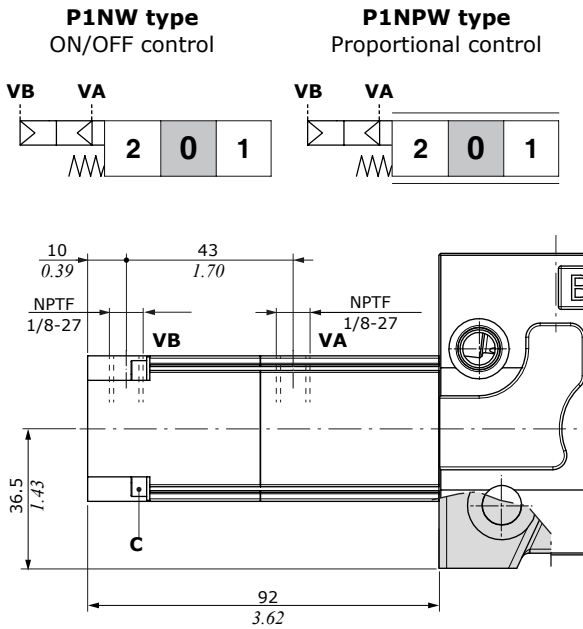 P1NW type
ON/OFF control
P1NPW type
Proportional control
VB VA
2 0 1
VB VA
2 0 1
10
0.39
43
1.70
NPTF
1/8-27
VB
NPTF
1/8-27
VA
36.5
1.43
C
92
3.62